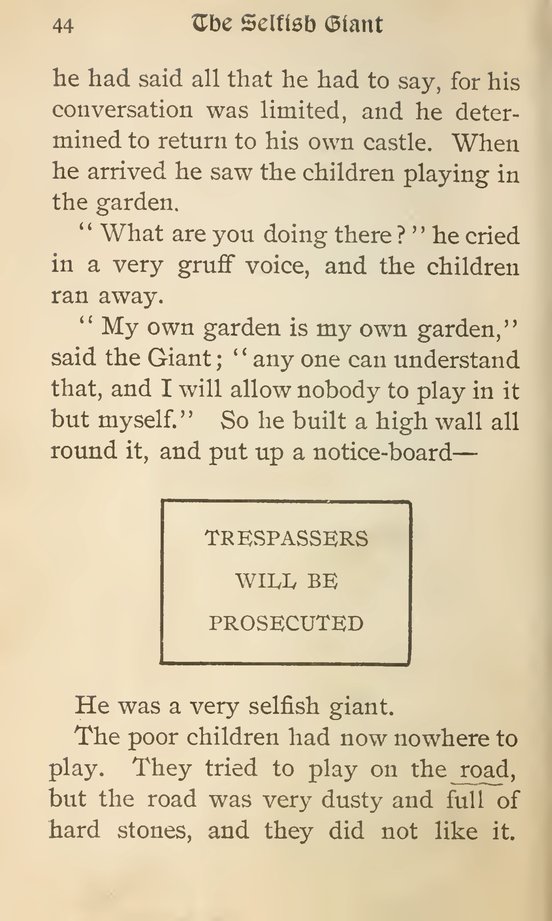 44 The Selfish Giant
he had said all that he had to say, for his
conversation was limited, and he deter-
mined to return to his own castle. When
he arrived he saw the children playing in
the garden.
“ What are you doing there ? ” he cried
in a very gruff voice, and the children
ran away.
“ My own garden is my own garden,”
said the Giant ; “ any one can understand
that, and I will allow nobody to play in it
but myself.” So he built a high wall all
round it, and put up a notice-board—
TRESPASSERS
WILL BE
PROSECUTED
He was a very selfish giant.
The poor children had now nowhere to
play. They tried to play on the road,
but the road was very dusty and full of
hard stones, and they did not like it.